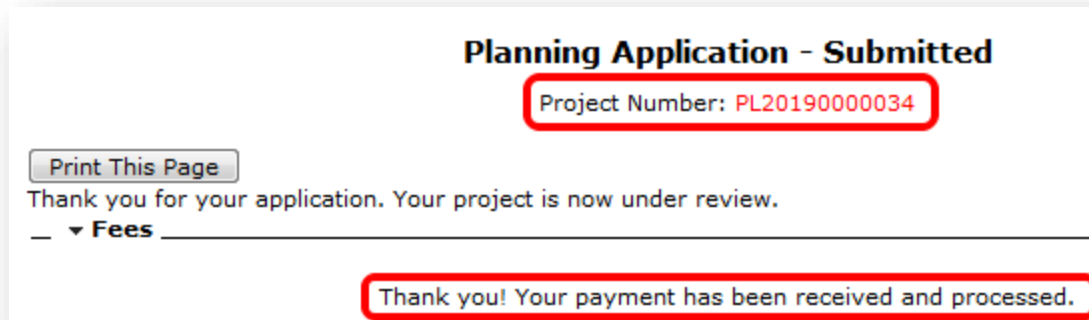 Planning Application - Submitted
Project Number: PL20190000034
Print This Page
Thank you for your application. Your project is now under review.
Fees
Thank you! Your payment has been received and processed.